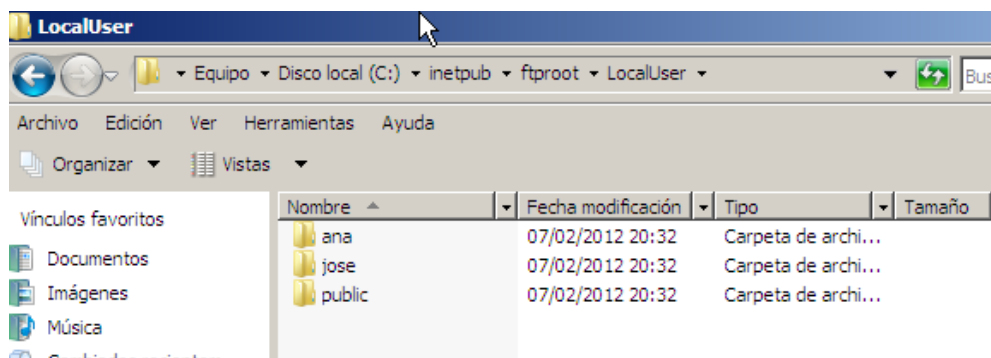 LocalUser
Equipo Disco local (C:) inetpub ftproot LocalUser Bus
Archivo Edición Ver Herramientas Ayuda
Organizar Vistas
Vínculos favoritos
Documentos
Imágenes
Música
Nombre Fecha modificación Tipo Tamaño
ana 07/02/2012 20:32 Carpeta de archi...
jose 07/02/2012 20:32 Carpeta de archi...
public 07/02/2012 20:32 Carpeta de archi...